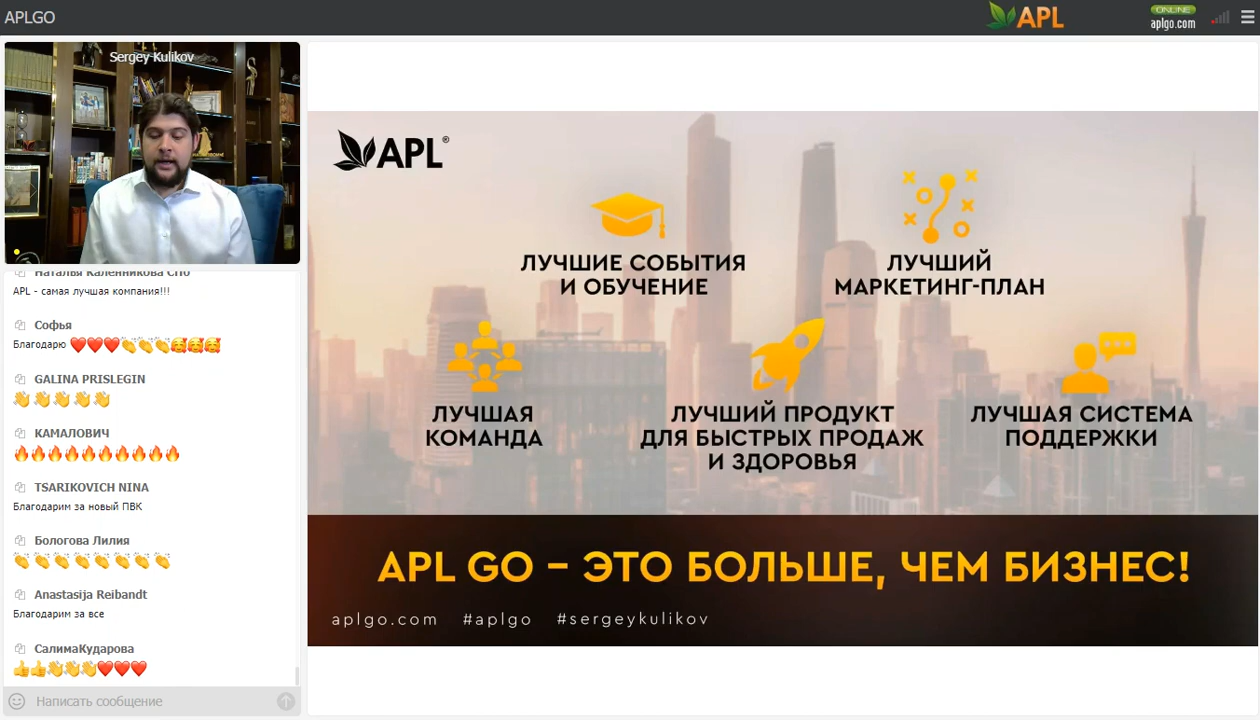 APLGO
APL
ONLINE
aplgo.com
Sergey Kulikov
Наталья Каленникова СПб
APL - самая лучшая компания!!!
Софья
Благодарю ❤️❤️❤️👏👏👏🥰🥰🥰
GALINA PRISLEGIN
👋👋👋👋👋
КАМАЛОВИЧ
🔥🔥🔥🔥🔥🔥🔥🔥🔥🔥
TSARIKOVICH NINA
Благодарим за новый ПВК
Бологова Лилия
👏👏👏👏👏👏👏👏
Anastasija Reibandt
Благодарим за все
СалимаКударова
👍👍👋👋👋❤️❤️❤️
Написать сообщение
APL®
ЛУЧШИЕ СОБЫТИЯ
И ОБУЧЕНИЕ
ЛУЧШИЙ
МАРКЕТИНГ-ПЛАН
ЛУЧШАЯ
КОМАНДА
ЛУЧШИЙ ПРОДУКТ
ДЛЯ БЫСТРЫХ ПРОДАЖ
И ЗДОРОВЬЯ
ЛУЧШАЯ СИСТЕМА
ПОДДЕРЖКИ
APL GO – ЭТО БОЛЬШЕ, ЧЕМ БИЗНЕС!
aplgo.com #aplgo #sergeykulikov